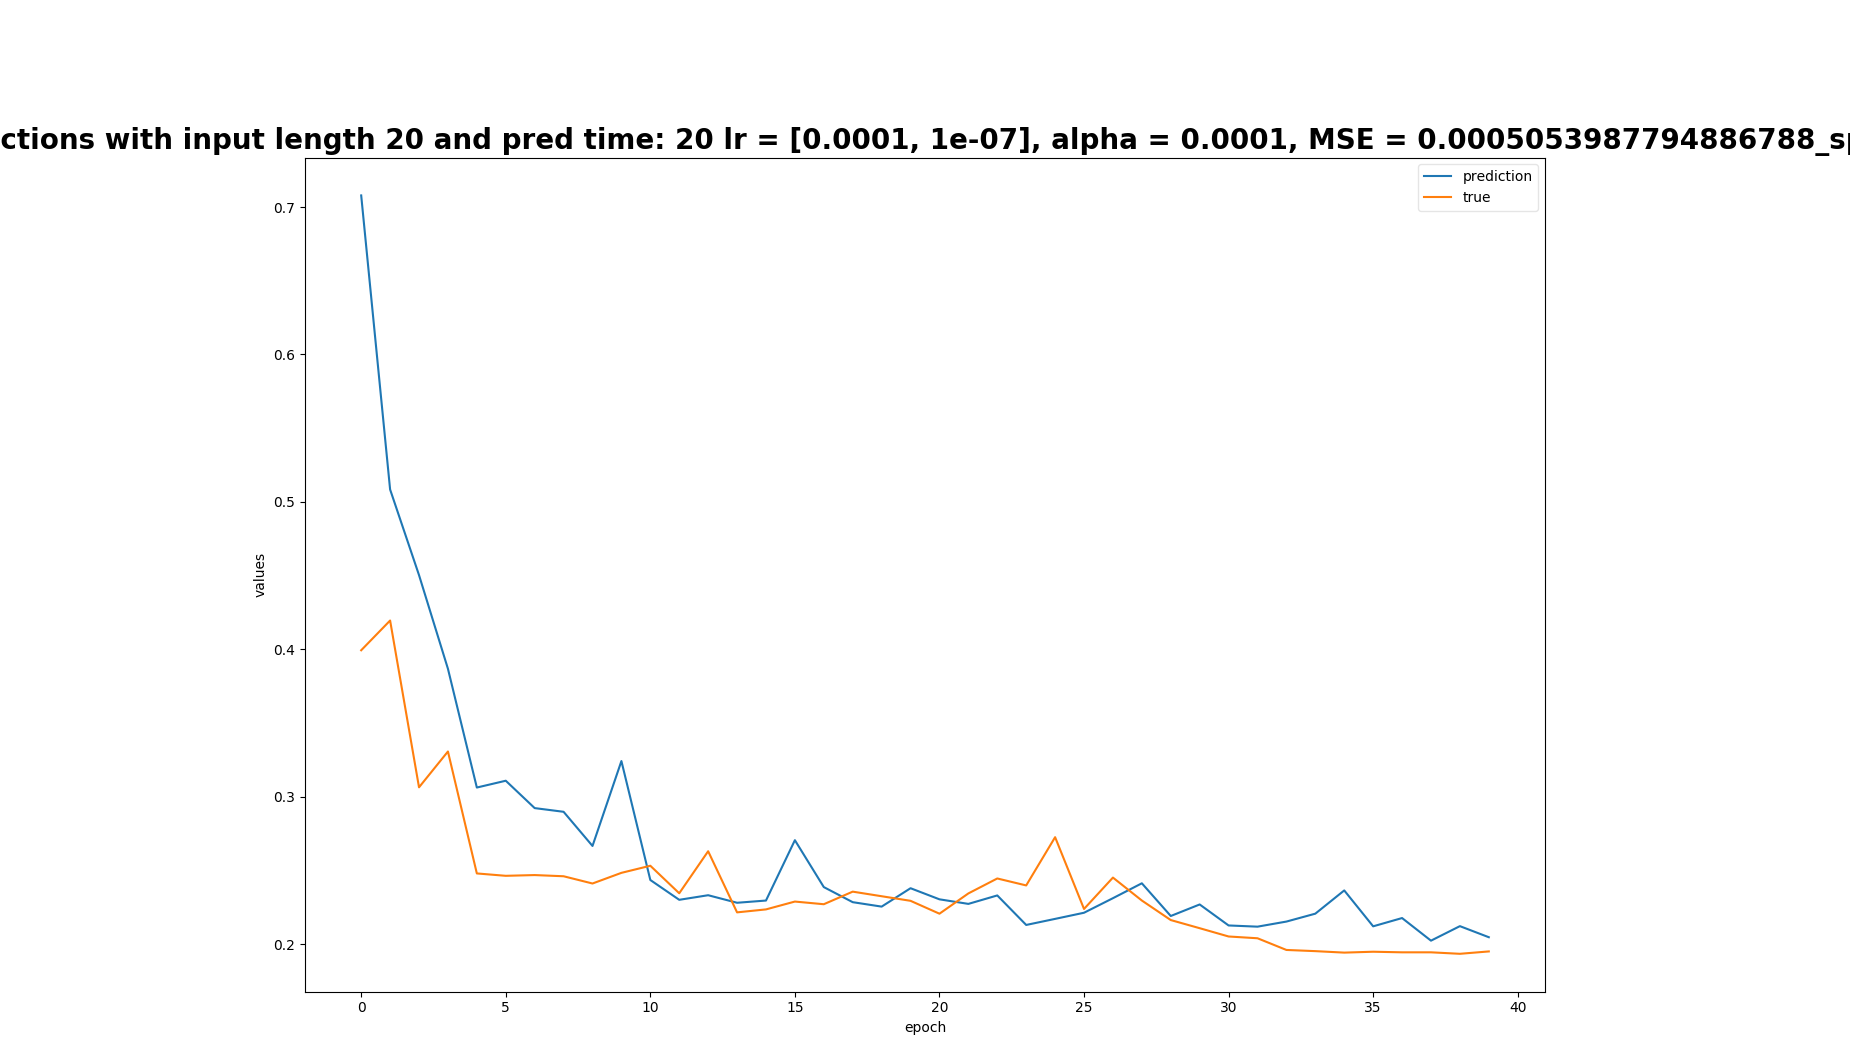 ctions with input length 20 and pred time: 20 lr = [0.0001, 1e-07], alpha = 0.0001, MSE = 0.0005053987794886788_sp
prediction
true
0.7
0.6
0.5
0.4
0.3
0.2
values
0 5 10 15 20 25 30 35 40
epoch